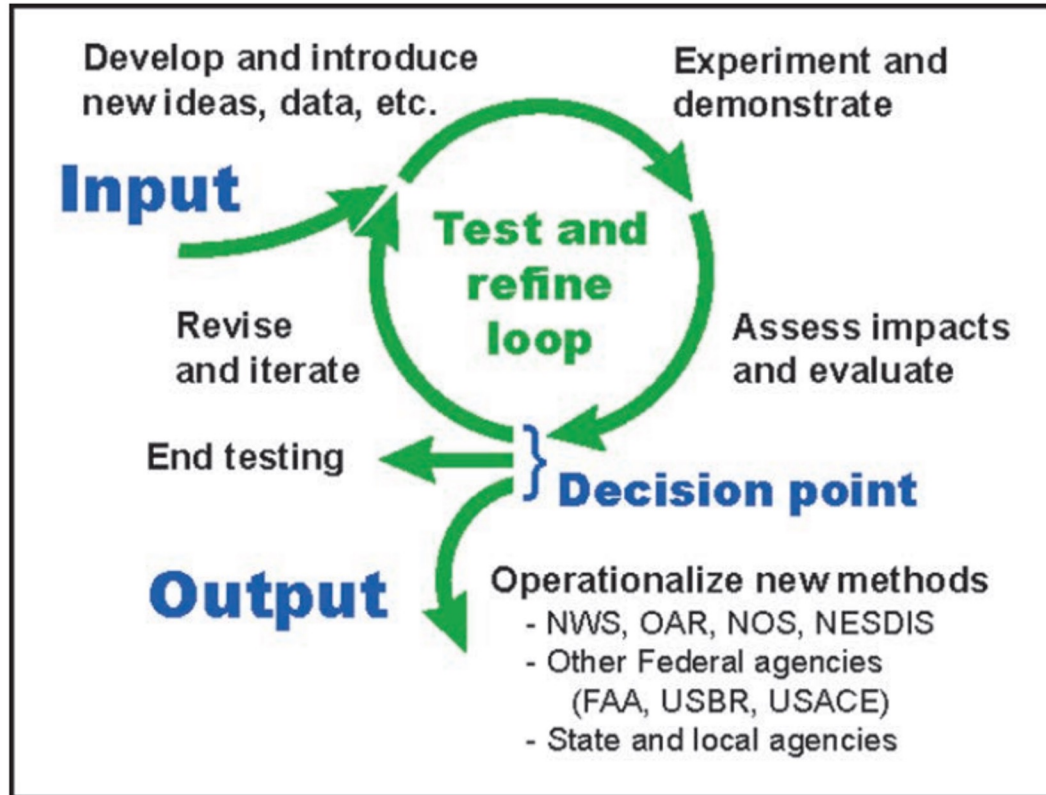 Develop and introduce
new ideas, data, etc.
Experiment and
demonstrate
Input
Test and
refine
loop
Revise
and iterate
Assess impacts
and evaluate
End testing
Decision point
Output
Operationalize new methods
- NWS, OAR, NOS, NESDIS
- Other Federal agencies
(FAA, USBR, USACE)
- State and local agencies